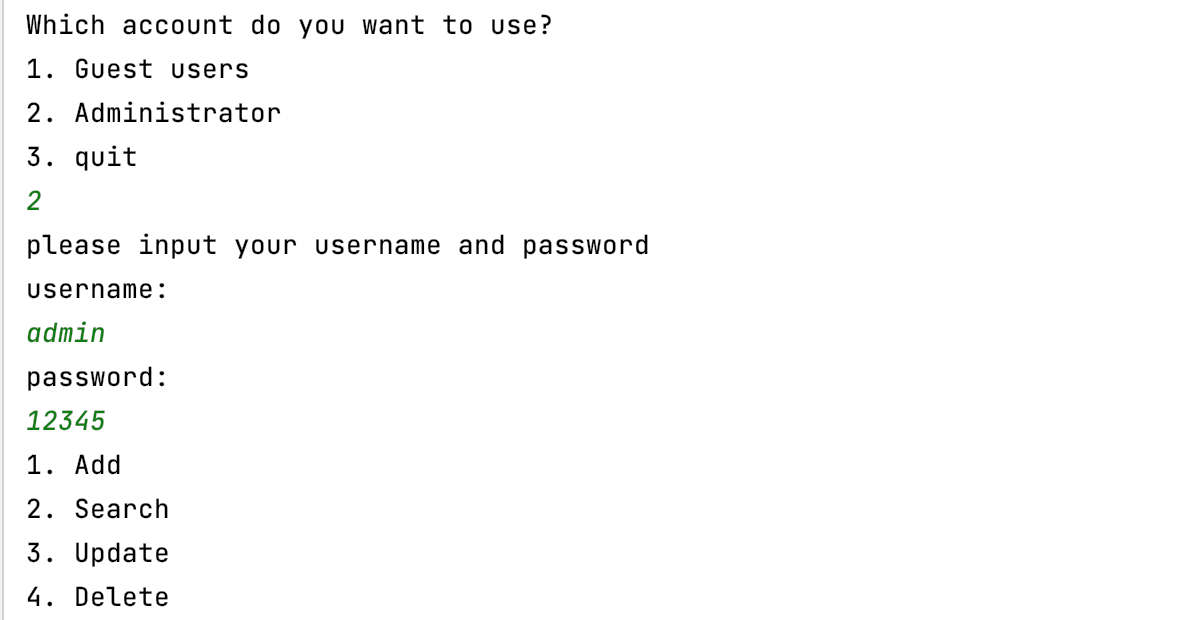 Which account do you want to use?
1. Guest users
2. Administrator
3. quit
2
please input your username and password
username:
admin
password:
12345
1. Add
2. Search
3. Update
4. Delete